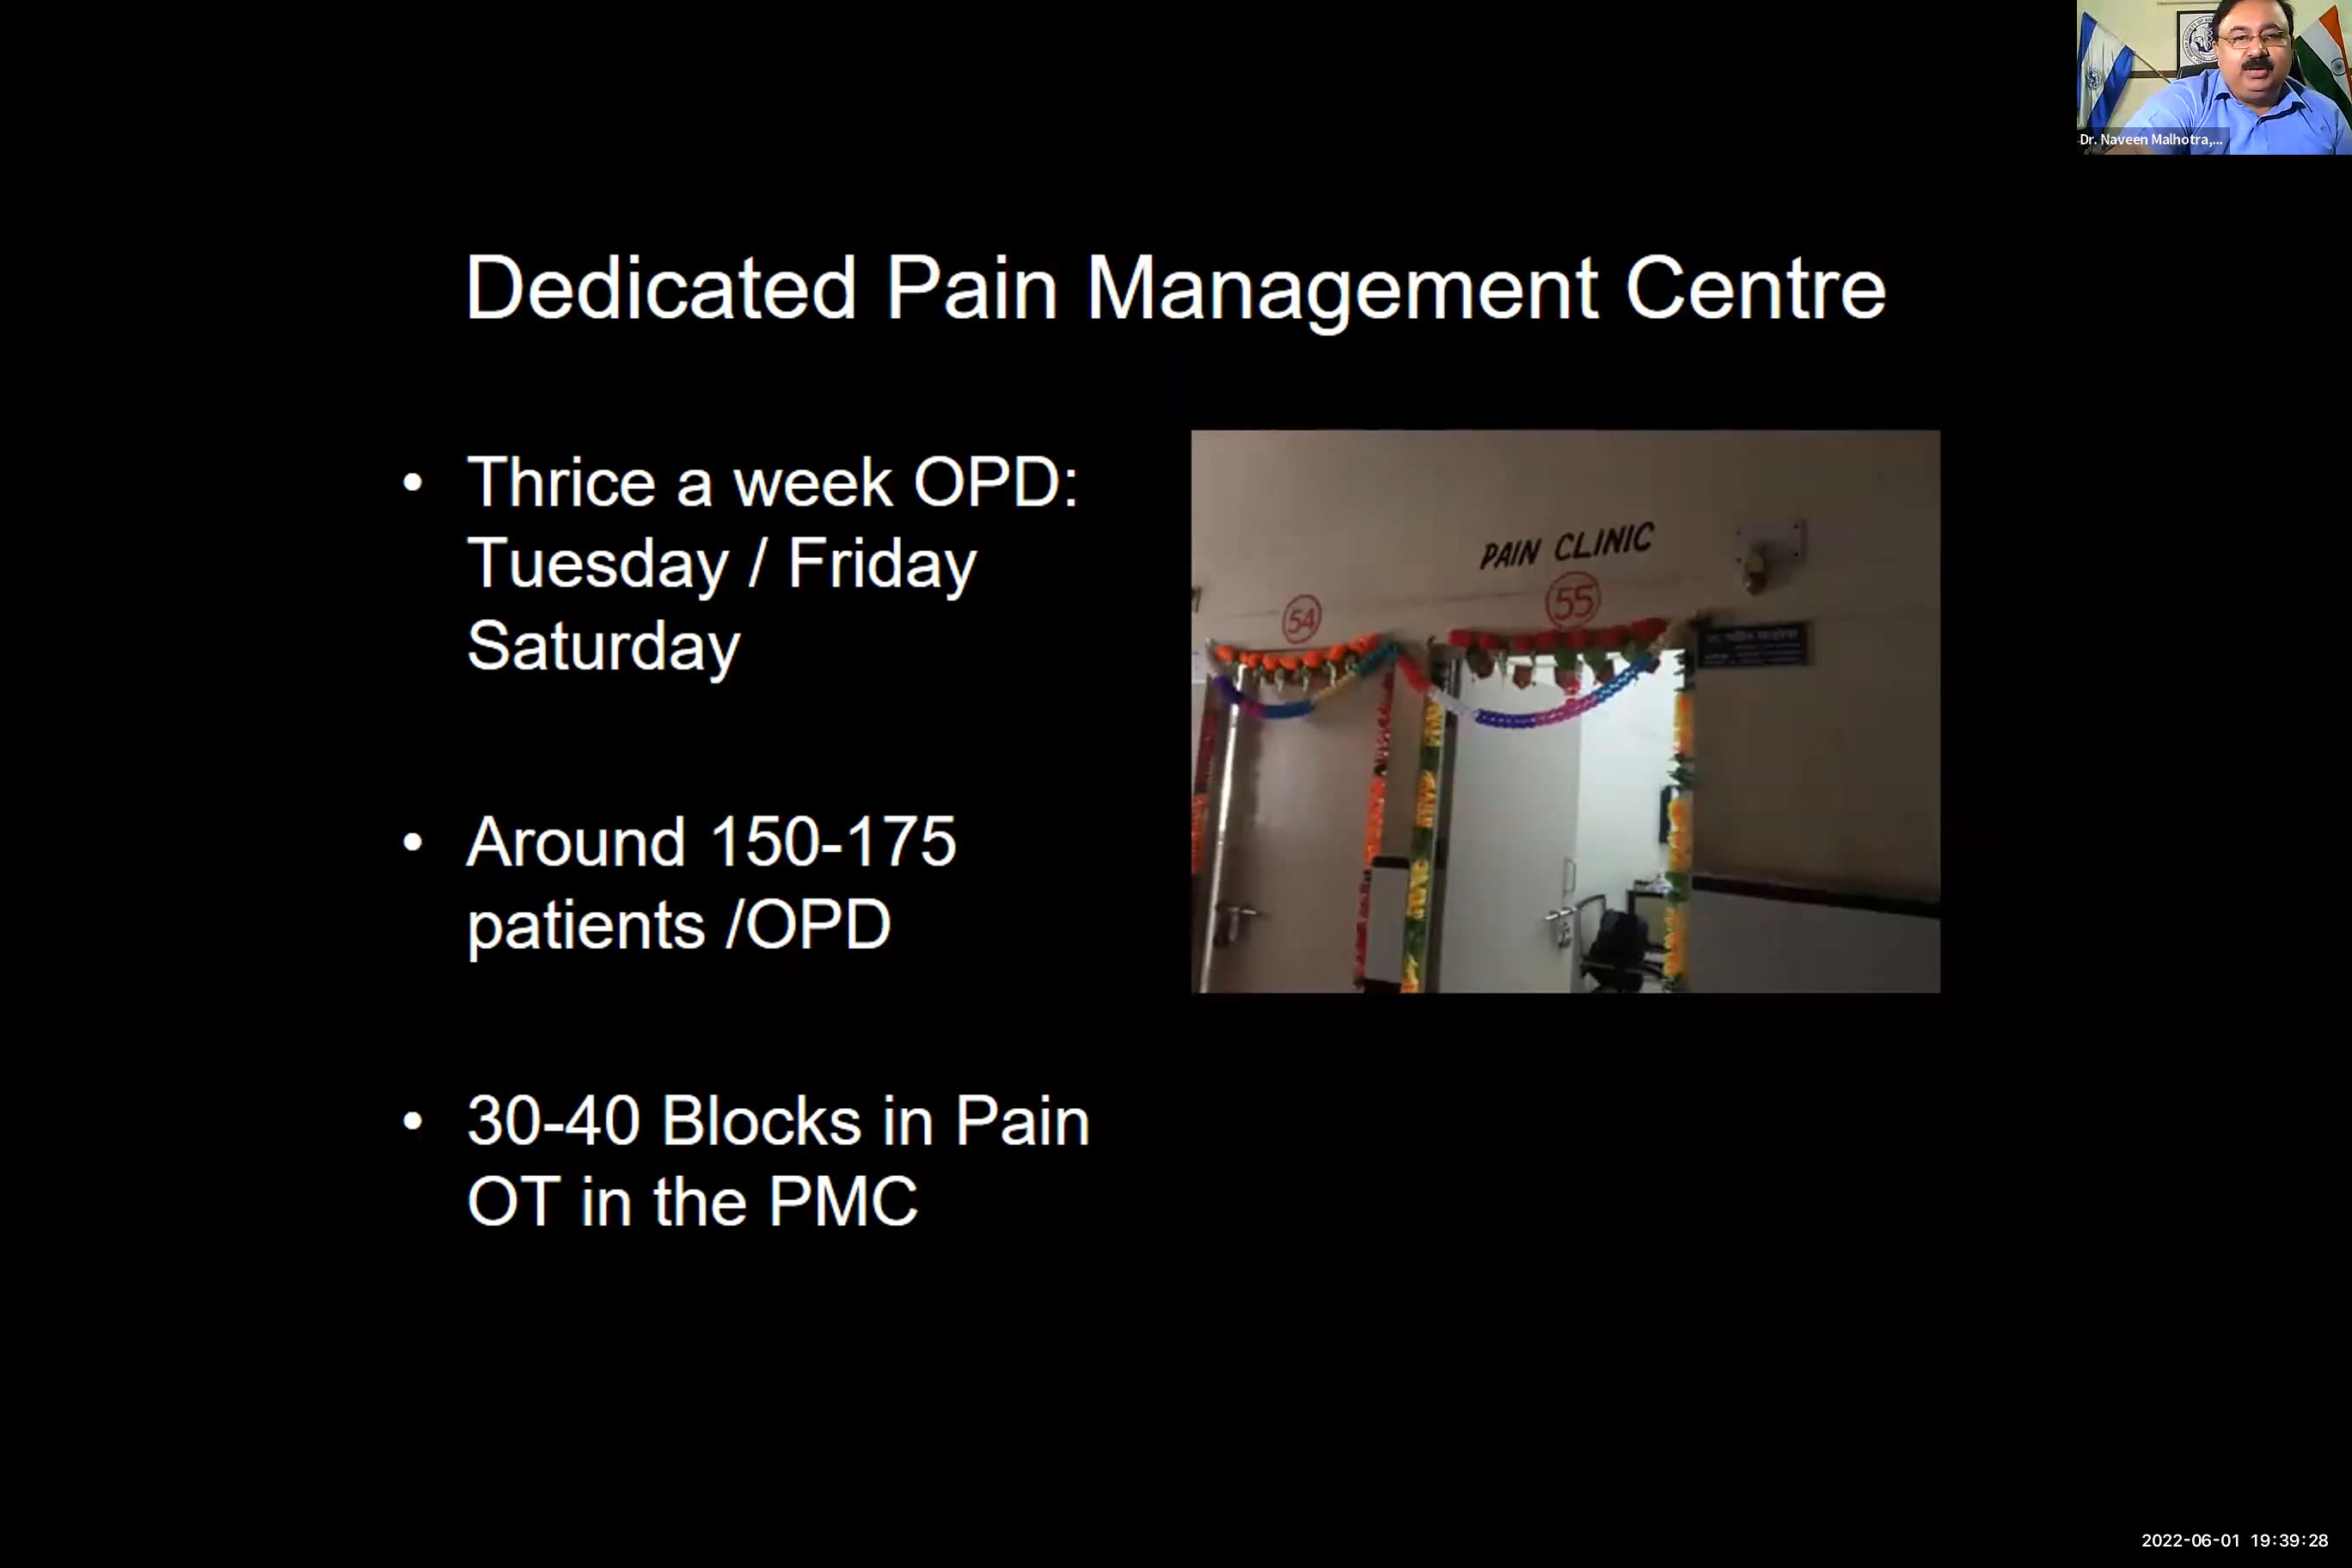 Dr. Naveen Malhotra,...
Dedicated Pain Management Centre
• Thrice a week OPD:
Tuesday / Friday
Saturday
• Around 150-175
patients /OPD
• 30-40 Blocks in Pain
OT in the PMC
PAIN CLINIC
54
55
2022-06-01 19:39:28